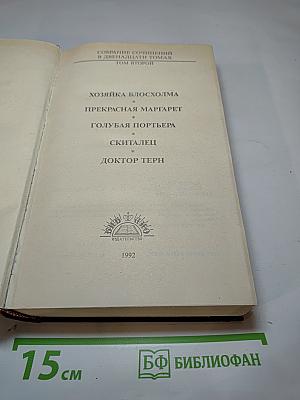 СОБРАНИЕ СОЧИНЕНИЙ
В ДВЕНАДЦАТИ ТОМАХ
ТОМ ВТОРОЙ
ХОЗЯЙКА БЛОСХОЛМА
ПРЕКРАСНАЯ МАРГАРЕТ
ГОЛУБАЯ ПОРТЬЕРА
СКИТАЛЕЦ
ДОКТОР ТЕРН
ИЗДАТЕЛЬСТВО
1992
15 см
БФ БИБЛИОФАН